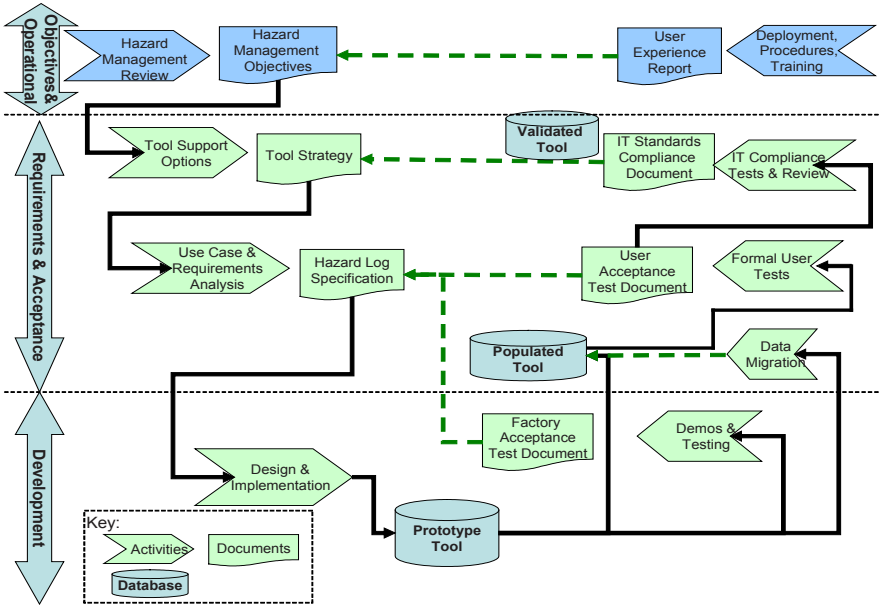 Objectives&
Operational
Hazard
Management
Review
Hazard
Management
Objectives
User
Experience
Report
Deployment,
Procedures,
Training
Requirements & Acceptance
Tool Support
Options
Tool Strategy
Validated
Tool
IT Standards
Compliance
Document
IT Compliance
Tests & Review
Use Case &
Requirements
Analysis
Hazard Log
Specification
User
Acceptance
Test Document
Formal User
Tests
Populated
Tool
Data
Migration
Development
Factory
Acceptance
Test Document
Demos &
Testing
Design &
Implementation
Prototype
Tool
Key:
Activities
Documents
Database